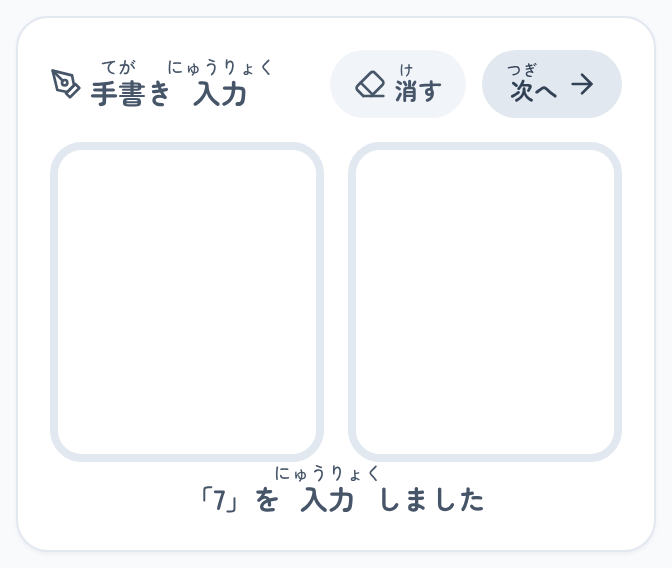 てが にゅうりょく
手書き 入力
け
消す
つぎ
次へ
にゅうりょく
「7」を 入力 しました